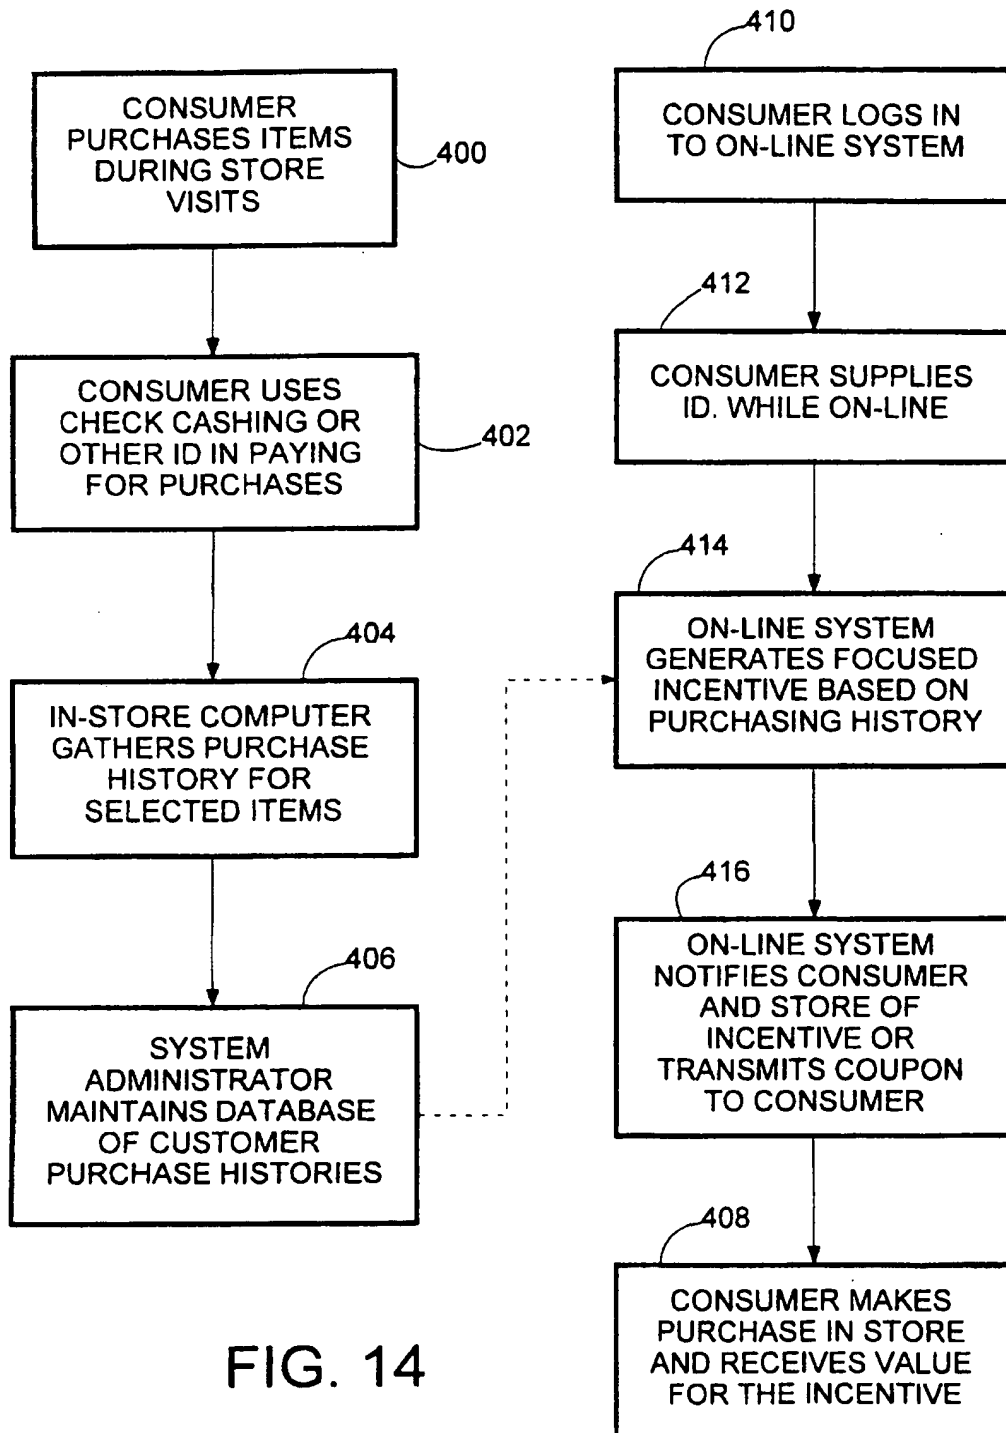 CONSUMER
PURCHASES ITEMS
DURING STORE
VISITS
400
CONSUMER USES
CHECK CASHING OR
OTHER ID IN PAYING
FOR PURCHASES
402
404
IN-STORE COMPUTER
GATHERS PURCHASE
HISTORY FOR
SELECTED ITEMS
406
SYSTEM
ADMINISTRATOR
MAINTAINS DATABASE
OF CUSTOMER
PURCHASE HISTORIES
410
CONSUMER LOGS IN
TO ON-LINE SYSTEM
412
CONSUMER SUPPLIES
ID. WHILE ON-LINE
414
ON-LINE SYSTEM
GENERATES FOCUSED
INCENTIVE BASED ON
PURCHASING HISTORY
416
ON-LINE SYSTEM
NOTIFIES CONSUMER
AND STORE OF
INCENTIVE OR
TRANSMITS COUPON
TO CONSUMER
408
CONSUMER MAKES
PURCHASE IN STORE
AND RECEIVES VALUE
FOR THE INCENTIVE
FIG. 14